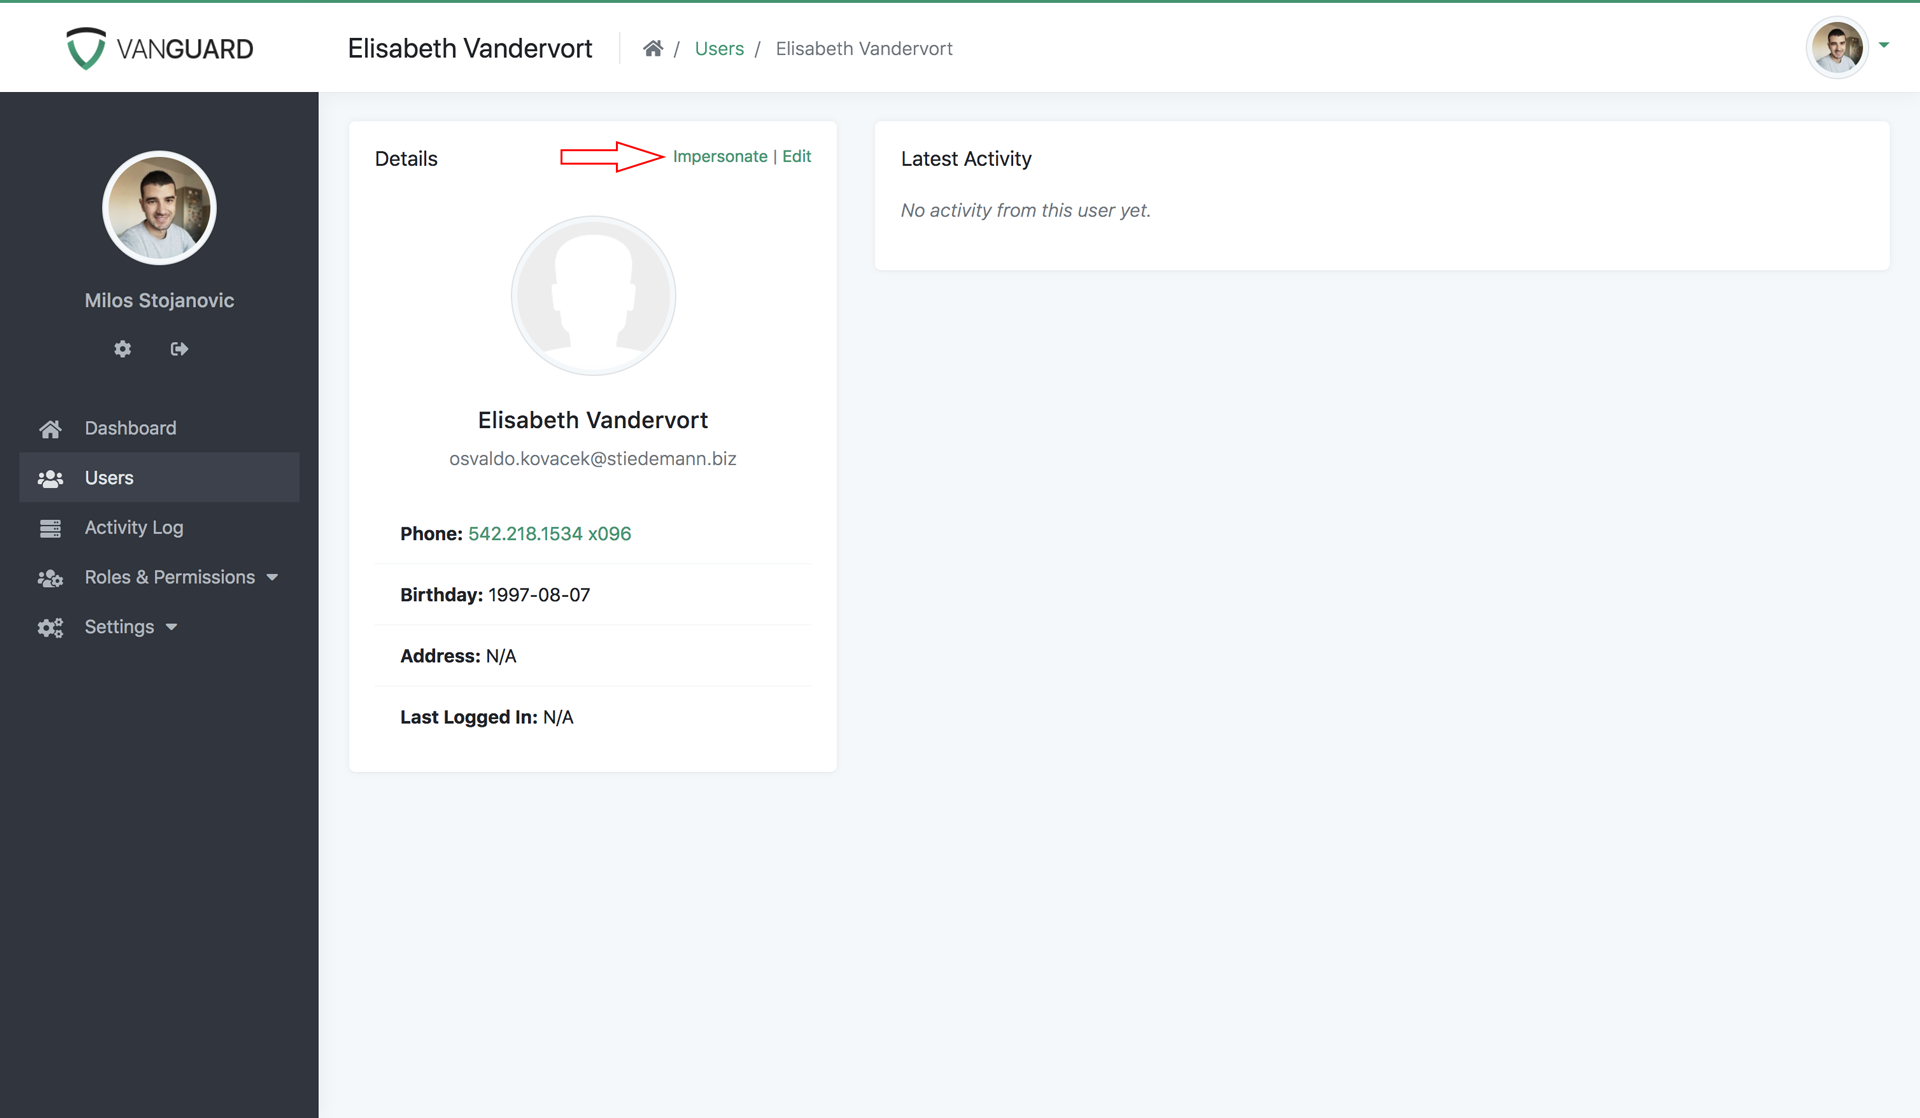 VANGUARD
Elisabeth Vandervort
/ Users / Elisabeth Vandervort
Milos Stojanovic
Dashboard
Users
Activity Log
Roles & Permissions
Settings
Details
Impersonate | Edit
Elisabeth Vandervort
osvaldo.kovacek@stiedemann.biz
Phone: 542.218.1534 x096
Birthday: 1997-08-07
Address: N/A
Last Logged In: N/A
Latest Activity
No activity from this user yet.